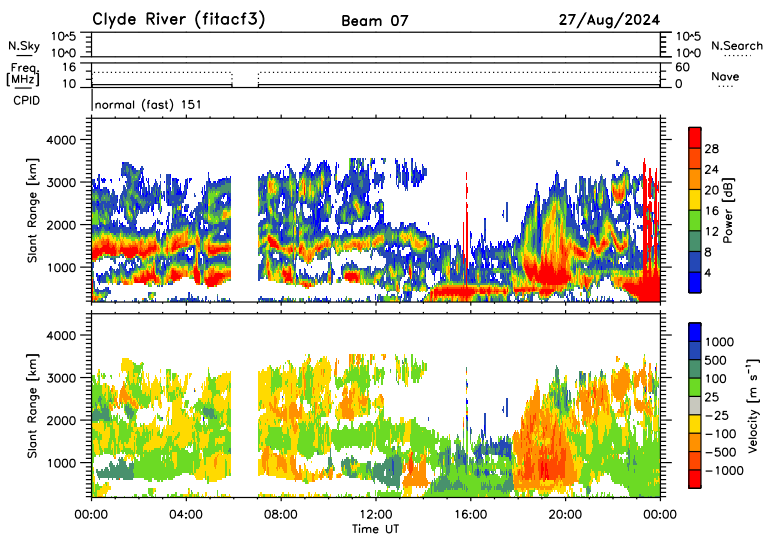 Clyde River (fitacf3) Beam 07 27/Aug/2024
10^5 10^5
N.Sky N.Search
10^0 10^0
Freq. 16 60
[MHz] Nave
10 0
CPID normal (fast) 151
4000
3000
2000
1000
Slant Range [km]
28
24
20
16
12
8
4
Power [dB]
4000
3000
2000
1000
Slant Range [km]
1000
500
100
25
-25
-100
-500
-1000
Velocity [m s⁻¹]
00:00 04:00 08:00 12:00 16:00 20:00 00:00
Time UT